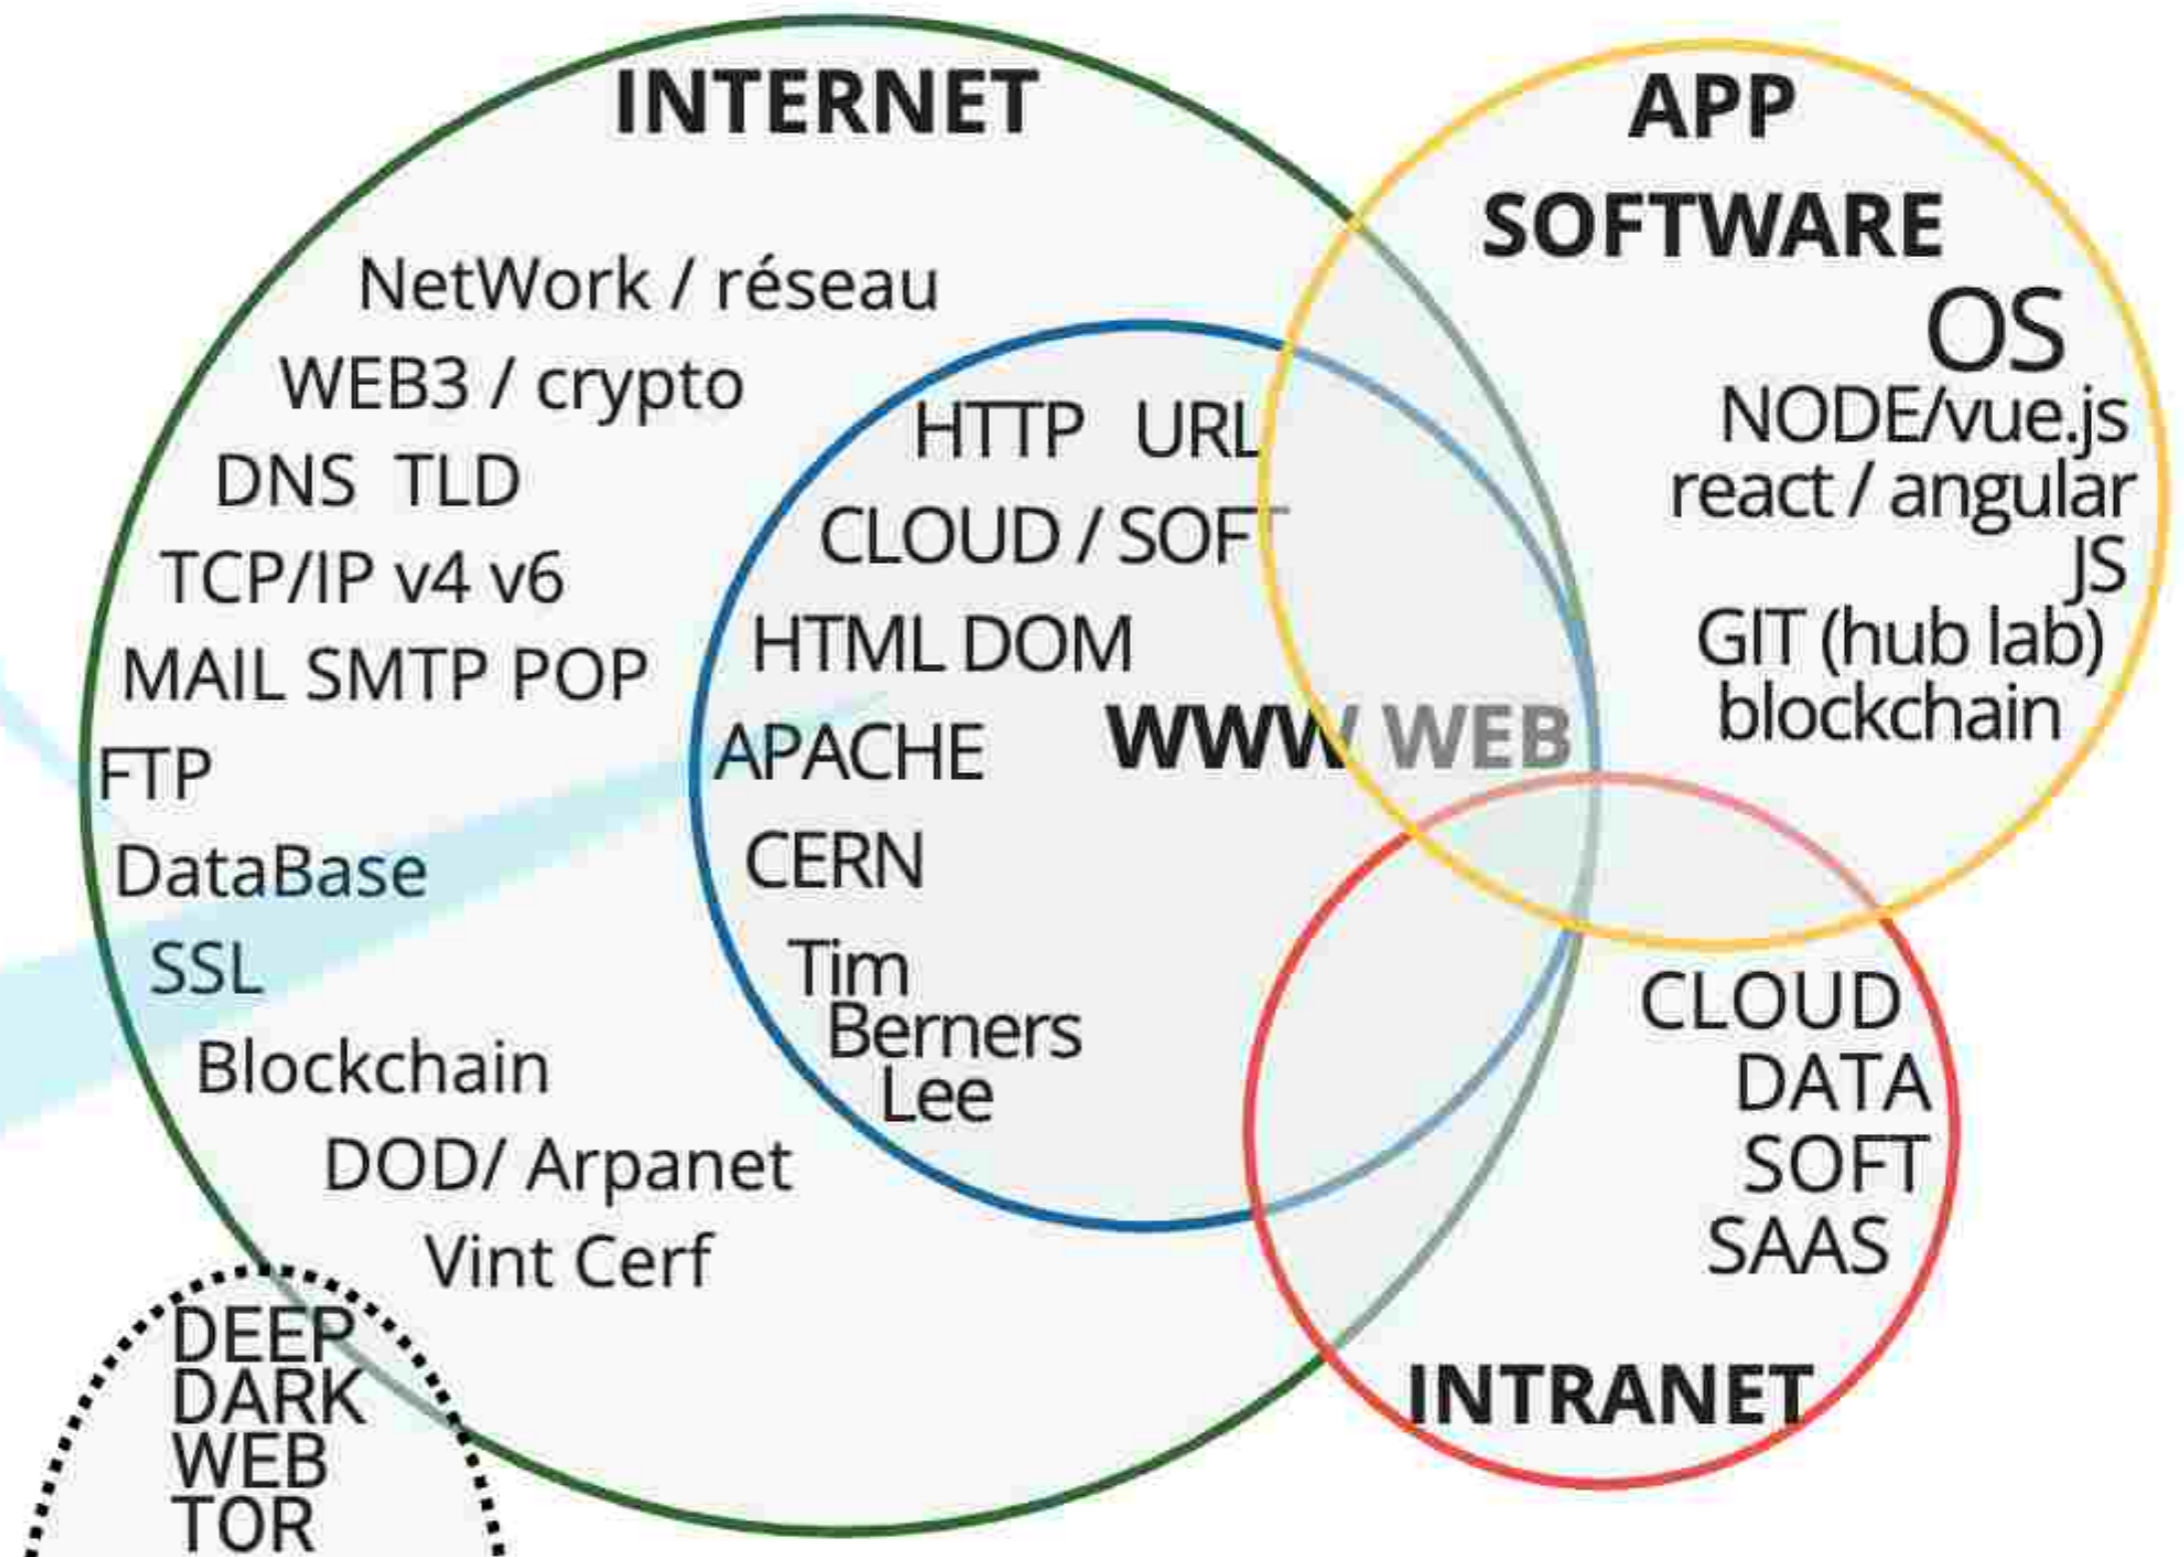 INTERNET
NetWork / réseau
WEB3 / crypto
DNS TLD
TCP/IP v4 v6
MAIL SMTP POP
FTP
DataBase
SSL
Blockchain
DOD/ Arpanet
Vint Cerf
DEEP
DARK
WEB
TOR
HTTP URL
CLOUD / SOFT
HTML DOM
WWW WEB
APACHE
CERN
Tim
Berners
Lee
APP
SOFTWARE
OS
NODE/vue.js
react / angular
JS
GIT (hub lab)
blockchain
CLOUD
DATA
SOFT
SAAS
INTRANET